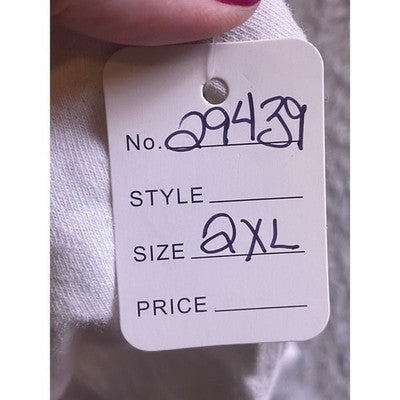 No. 29439
STYLE
SIZE 2XL
PRICE